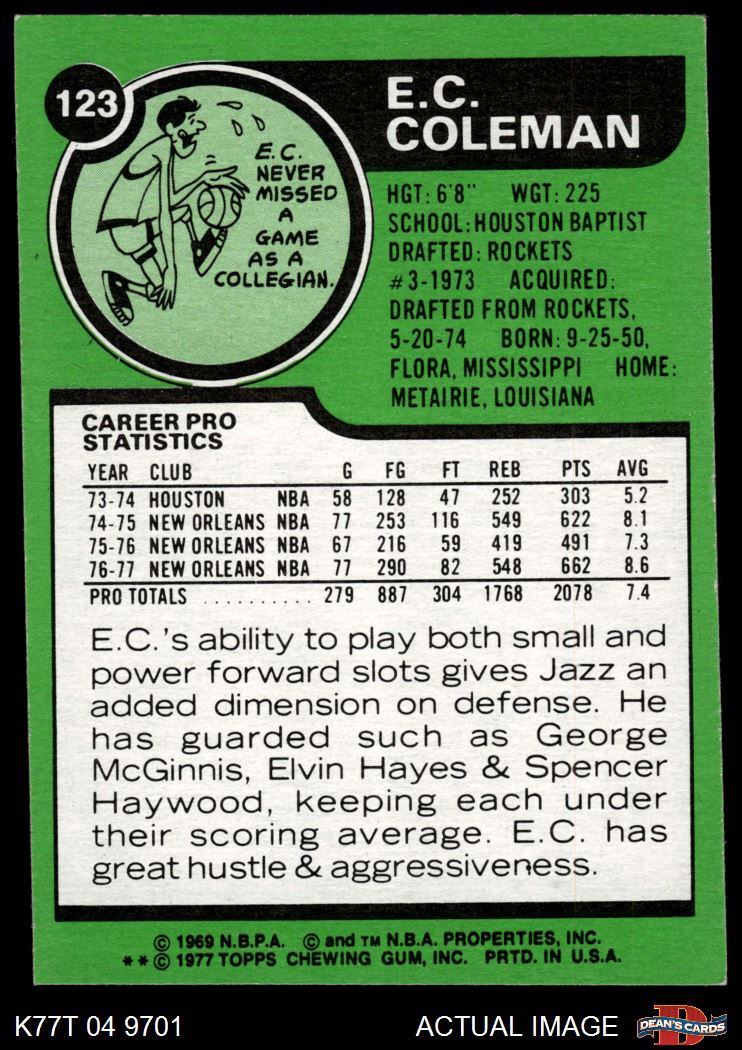 123
E.C.
NEVER
MISSED
A
GAME
AS A
COLLEGIAN.
E.C.
COLEMAN
HGT: 6'8" WGT: 225
SCHOOL: HOUSTON BAPTIST
DRAFTED: ROCKETS
#3-1973 ACQUIRED:
DRAFTED FROM ROCKETS,
5-20-74 BORN: 9-25-50,
FLORA, MISSISSIPPI HOME:
METAIRIE, LOUISIANA
CAREER PRO
STATISTICS
YEAR CLUB G FG FT REB PTS AVG
73-74 HOUSTON NBA 58 128 47 252 303 5.2
74-75 NEW ORLEANS NBA 77 253 116 549 622 8.1
75-76 NEW ORLEANS NBA 67 216 59 419 491 7.3
76-77 NEW ORLEANS NBA 77 290 82 548 662 8.6
PRO TOTALS .......... 279 887 304 1768 2078 7.4
E.C.'s ability to play both small and
power forward slots gives Jazz an
added dimension on defense. He
has guarded such as George
McGinnis, Elvin Hayes & Spencer
Haywood, keeping each under
their scoring average. E.C. has
great hustle & aggressiveness.
© 1969 N.B.P.A. © and TM N.B.A. PROPERTIES, INC.
** © 1977 TOPPS CHEWING GUM, INC. PRTD. IN U.S.A.
K77T 04 9701 ACTUAL IMAGE DEAN'S CARDS